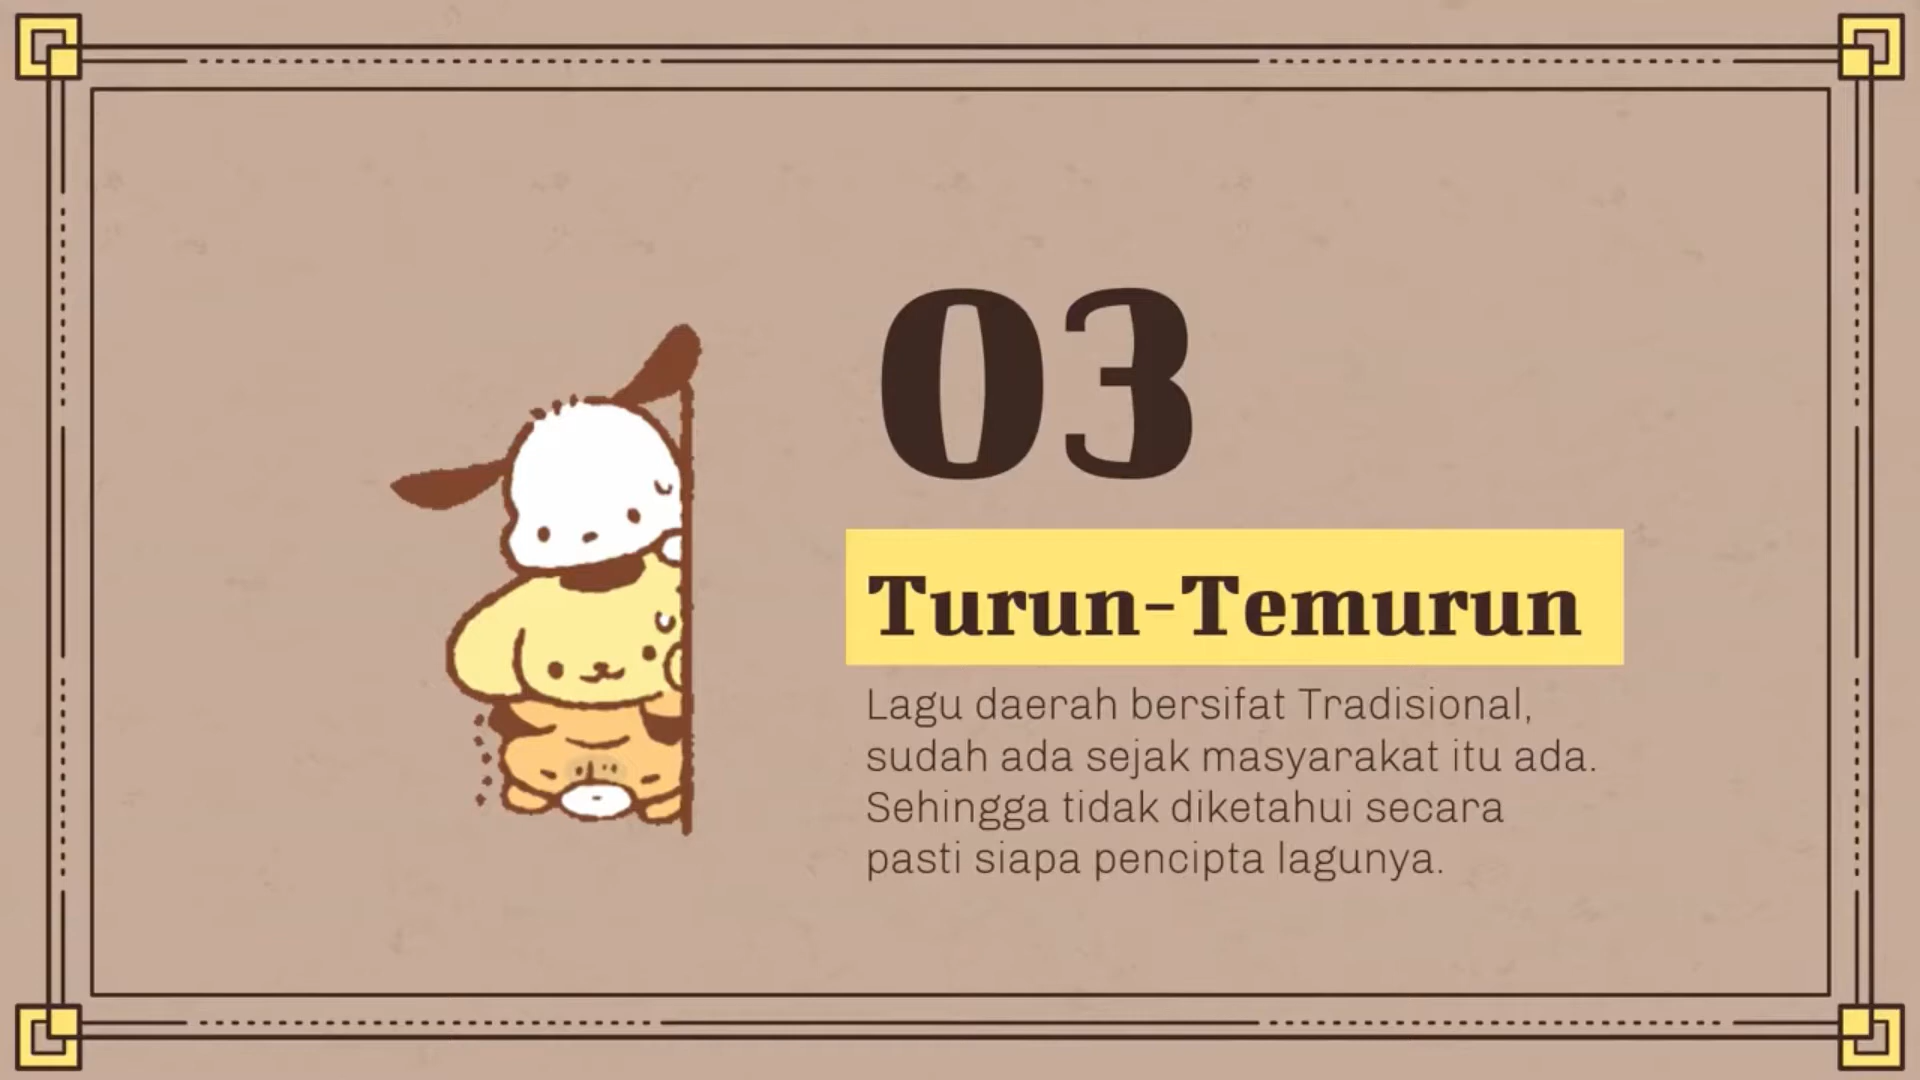 03
Turun-Temurun
Lagu daerah bersifat Tradisional,
sudah ada sejak masyarakat itu ada.
Sehingga tidak diketahui secara
pasti siapa pencipta lagunya.